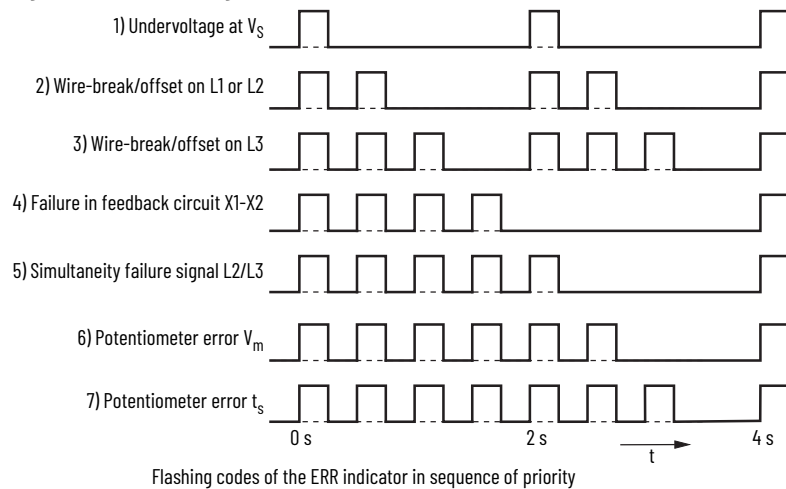 1) Undervoltage at VS
2) Wire-break/offset on L1 or L2
3) Wire-break/offset on L3
4) Failure in feedback circuit X1-X2
5) Simultaneity failure signal L2/L3
6) Potentiometer error Vm
7) Potentiometer error ts
0 s 2 s 4 s
t
Flashing codes of the ERR indicator in sequence of priority